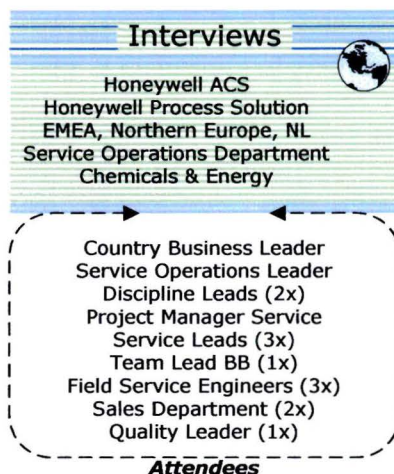 Interviews
Honeywell ACS
Honeywell Process Solution
EMEA, Northern Europe, NL
Service Operations Department
Chemicals & Energy
Country Business Leader
Service Operations Leader
Discipline Leads (2x)
Project Manager Service
Service Leads (3x)
Team Lead BB (1x)
Field Service Engineers (3x)
Sales Department (2x)
Quality Leader (1x)
Attendees